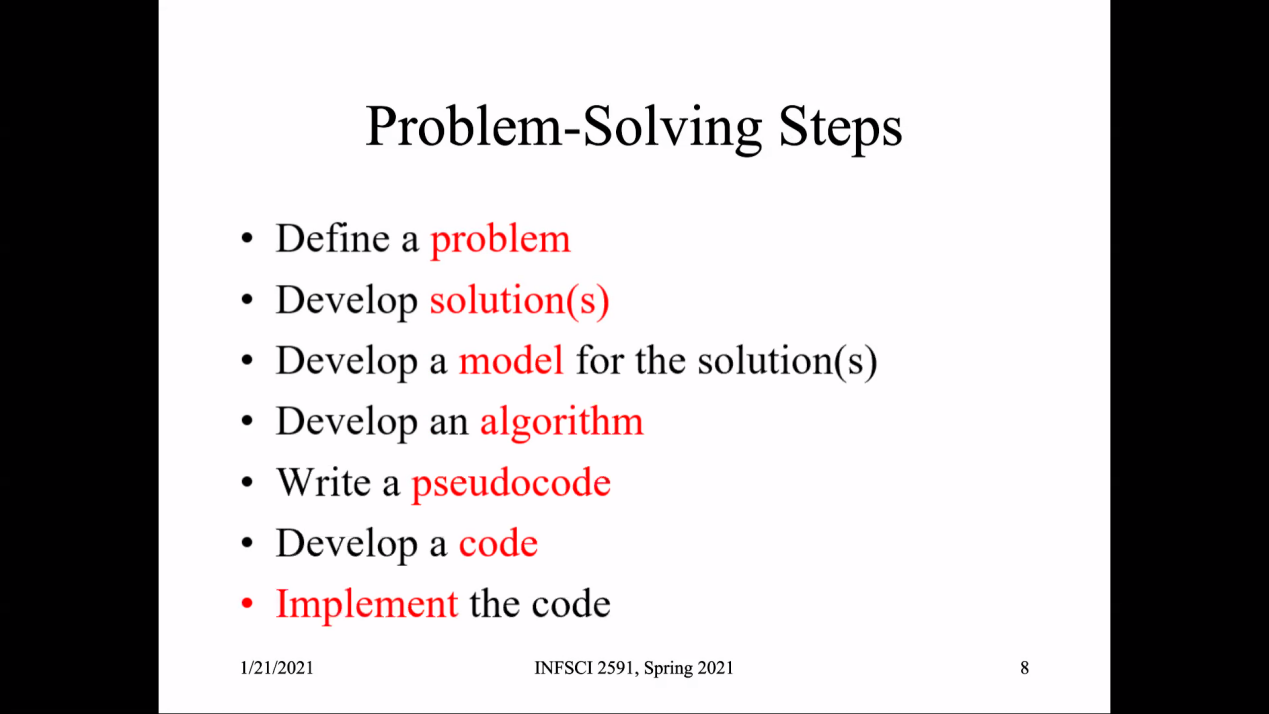 Problem-Solving Steps
• Define a problem
• Develop solution(s)
• Develop a model for the solution(s)
• Develop an algorithm
• Write a pseudocode
• Develop a code
• Implement the code
1/21/2021 INFSCI 2591, Spring 2021 8